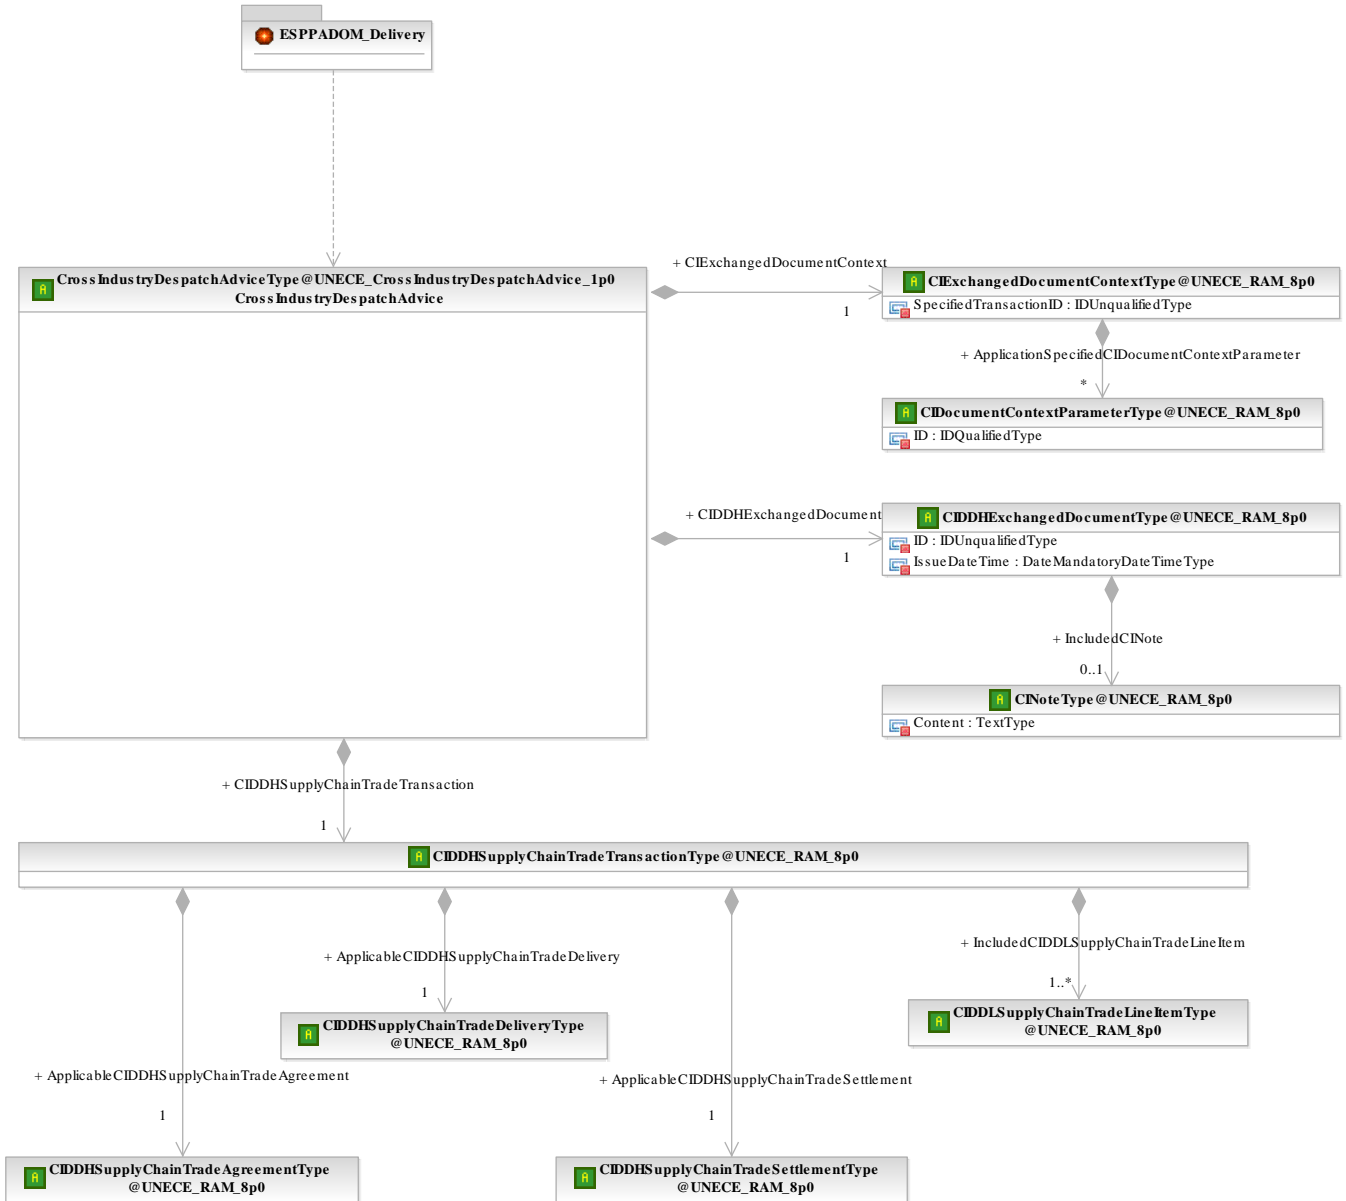 ESPPADOM_Delivery
CrossIndustryDespatchAdviceType@UNECE_CrossIndustryDespatchAdvice_1p0
CrossIndustryDespatchAdvice
+ CIExchangedDocumentContext
1
CIExchangedDocumentContextType@UNECE_RAM_8p0
SpecifiedTransactionID : IDUnqualifiedType
+ ApplicationSpecifiedCIDocumentContextParameter
*
CIDocumentContextParameterType@UNECE_RAM_8p0
ID : IDQualifiedType
+ CIDDHExchangedDocument
1
CIDDHExchangedDocumentType@UNECE_RAM_8p0
ID : IDUnqualifiedType
IssueDateTime : DateMandatoryDateTimeType
+ IncludedCINote
0..1
CINoteType@UNECE_RAM_8p0
Content : TextType
+ CIDDHSupplyChainTradeTransaction
1
CIDDHSupplyChainTradeTransactionType@UNECE_RAM_8p0
+ IncludedCIDDLSupplyChainTradeLineItem
1..*
CIDDLSupplyChainTradeLineItemType
@UNECE_RAM_8p0
+ ApplicableCIDDHSupplyChainTradeDelivery
1
CIDDHSupplyChainTradeDeliveryType
@UNECE_RAM_8p0
+ ApplicableCIDDHSupplyChainTradeAgreement
1
CIDDHSupplyChainTradeAgreementType
@UNECE_RAM_8p0
+ ApplicableCIDDHSupplyChainTradeSettlement
1
CIDDHSupplyChainTradeSettlementType
@UNECE_RAM_8p0